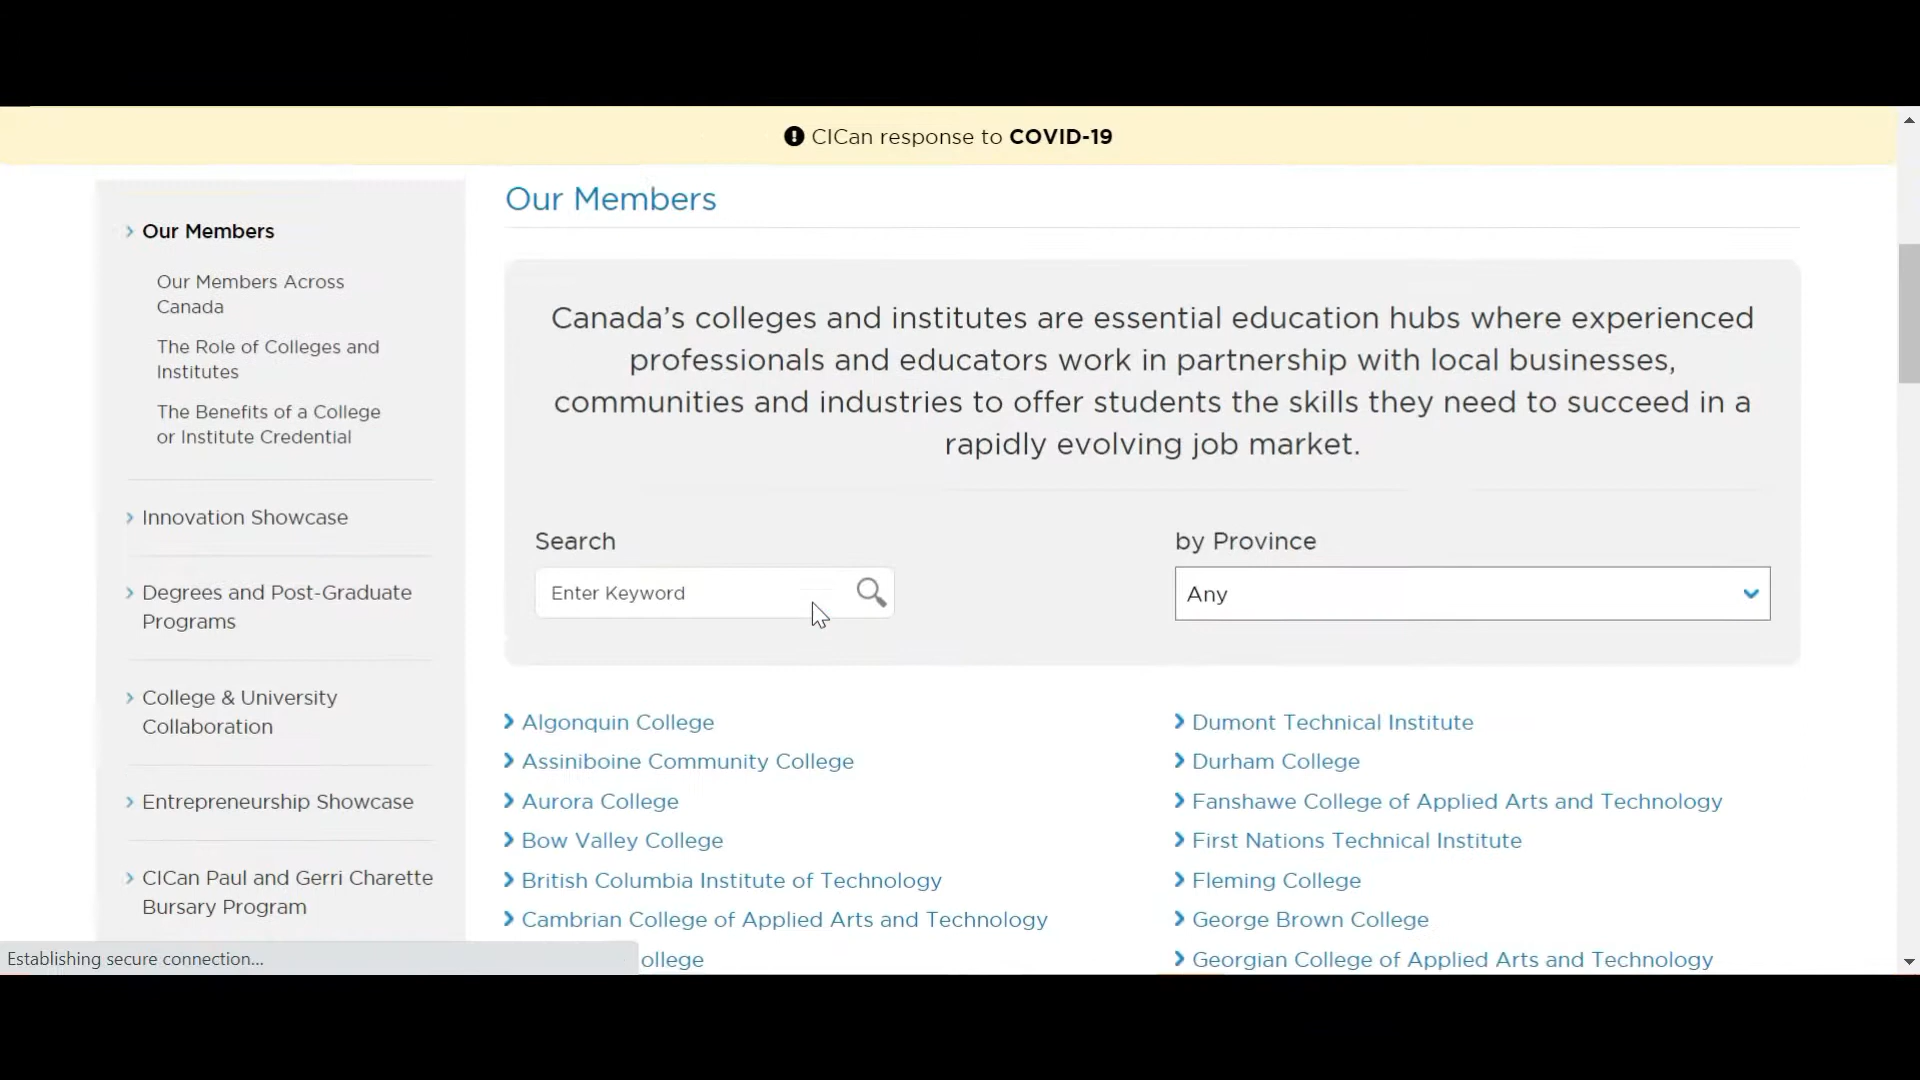 CICan response to COVID-19
Our Members
Our Members Across
Canada
The Role of Colleges and
Institutes
The Benefits of a College
or Institute Credential
Innovation Showcase
Degrees and Post-Graduate
Programs
College & University
Collaboration
Entrepreneurship Showcase
CICan Paul and Gerri Charette
Bursary Program
Our Members
Canada's colleges and institutes are essential education hubs where experienced
professionals and educators work in partnership with local businesses,
communities and industries to offer students the skills they need to succeed in a
rapidly evolving job market.
Search
Enter Keyword
by Province
Any
Algonquin College
Assiniboine Community College
Aurora College
Bow Valley College
British Columbia Institute of Technology
Cambrian College of Applied Arts and Technology
ollege
Dumont Technical Institute
Durham College
Fanshawe College of Applied Arts and Technology
First Nations Technical Institute
Fleming College
George Brown College
Georgian College of Applied Arts and Technology
Establishing secure connection...